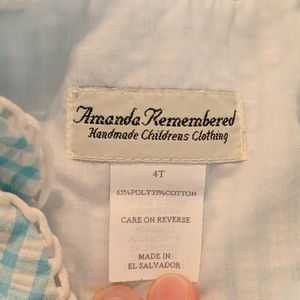 Amanda Remembered
Handmade Childrens Clothing
4T
65%POLY35%COTTON
CARE ON REVERSE
MADE IN
EL SALVADOR